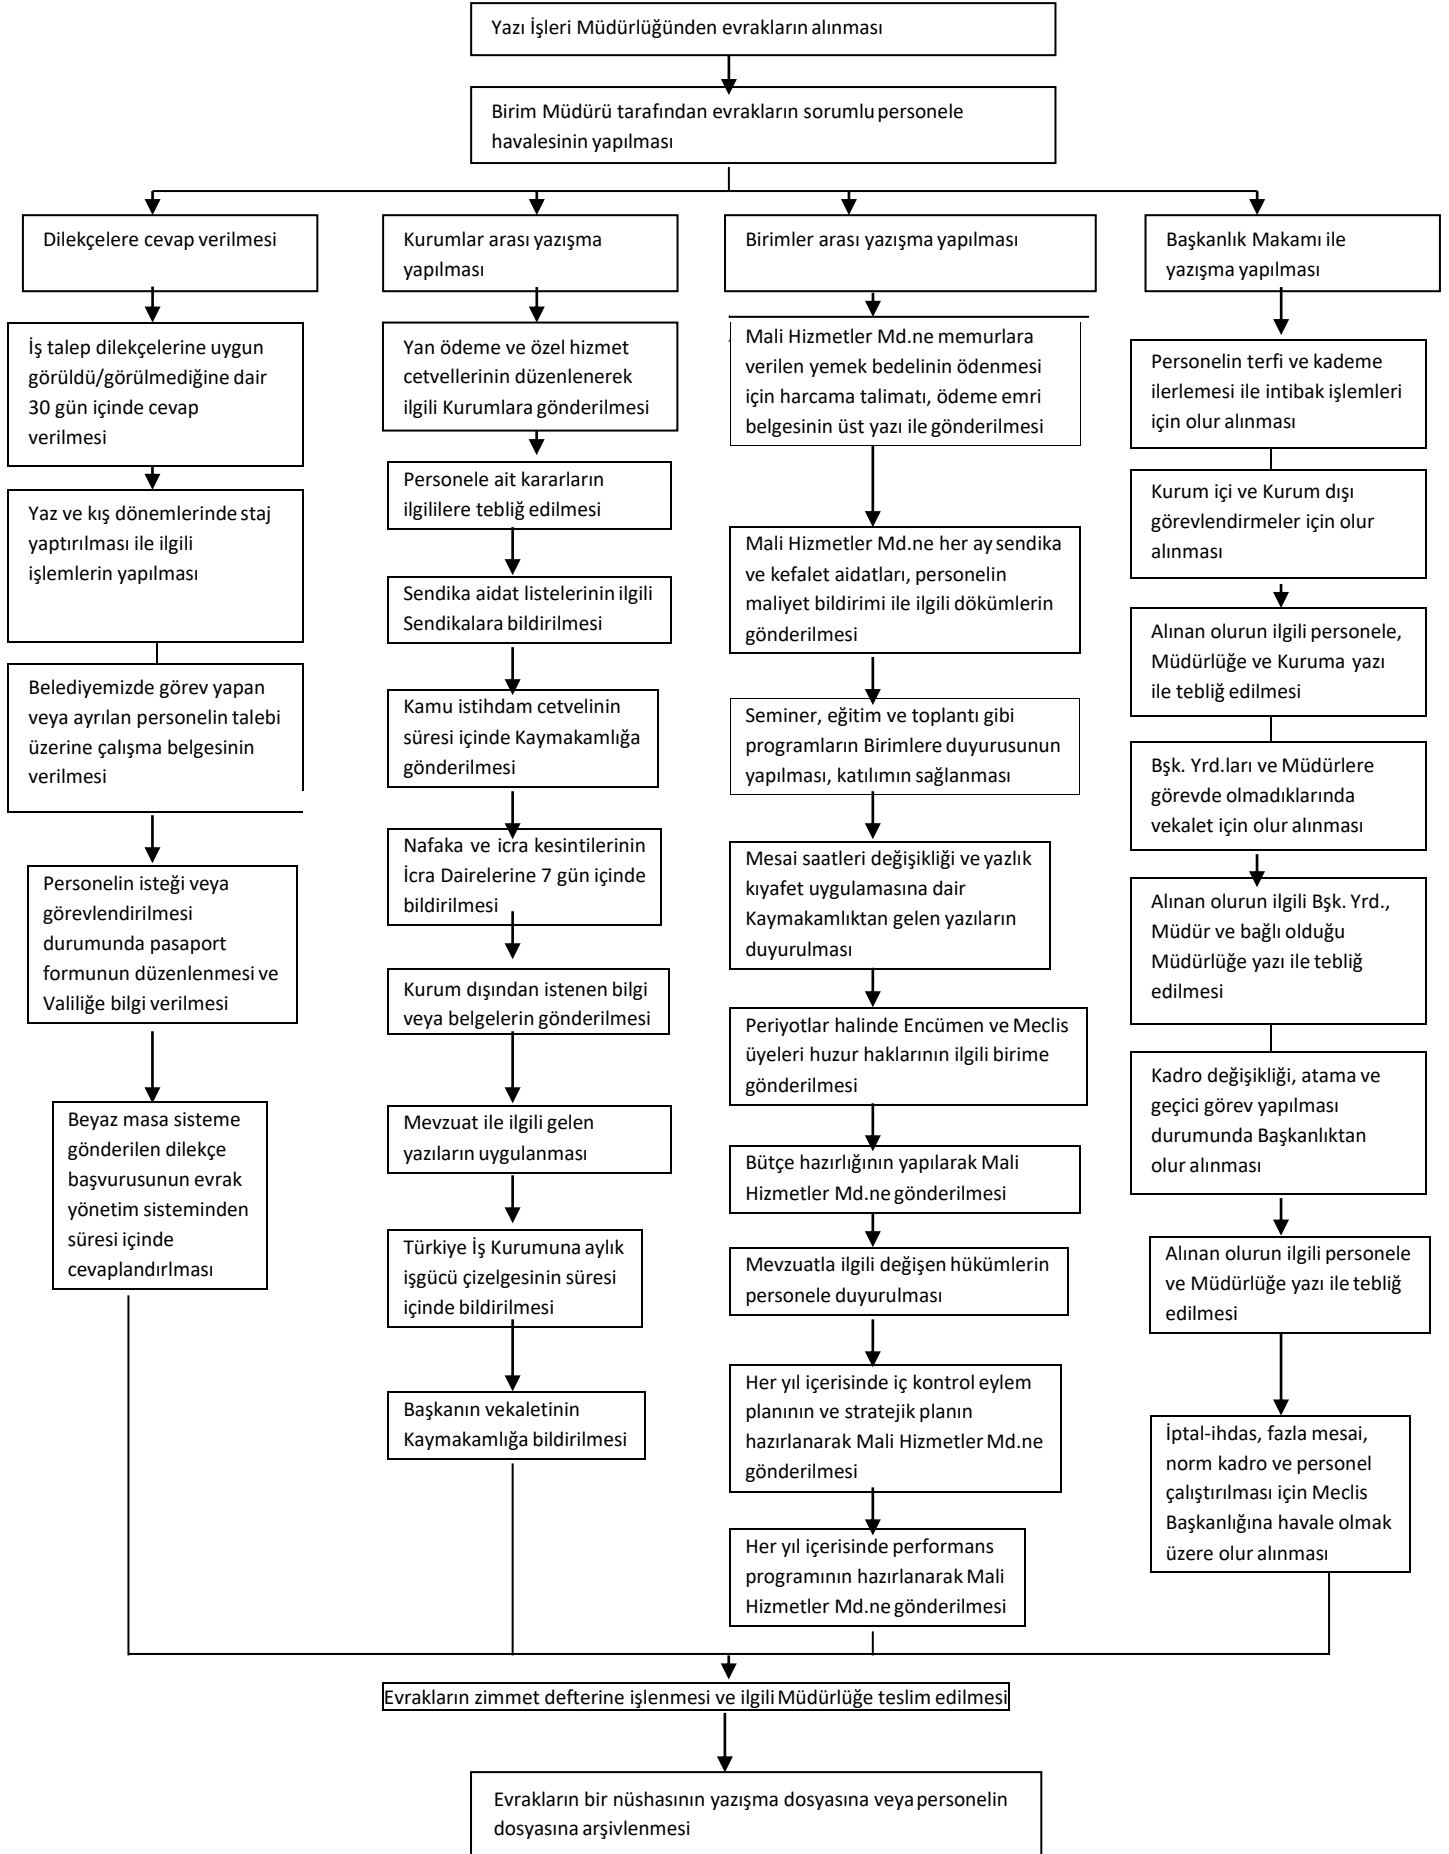 Yazı İşleri Müdürlüğünden evrakların alınması
Birim Müdürü tarafından evrakların sorumlu personele
havalesinin yapılması
Dilekçelere cevap verilmesi
İş talep dilekçelerine uygun
görüldü/görülmediğine dair
30 gün içinde cevap
verilmesi
Yaz ve kış dönemlerinde staj
yaptırılması ile ilgili
işlemlerin yapılması
Belediyemizde görev yapan
veya ayrılan personelin talebi
üzerine çalışma belgesinin
verilmesi
Personelin isteği veya
görevlendirilmesi
durumunda pasaport
formunun düzenlenmesi ve
Valiliğe bilgi verilmesi
Beyaz masa sisteme
gönderilen dilekçe
başvurusunun evrak
yönetim sisteminden
süresi içinde
cevaplandırılması
Kurumlar arası yazışma
yapılması
Yan ödeme ve özel hizmet
cetvellerinin düzenlenerek
ilgili Kurumlara gönderilmesi
Personele ait kararların
ilgililere tebliğ edilmesi
Sendika aidat listelerinin ilgili
Sendikalara bildirilmesi
Kamu istihdam cetvelinin
süresi içinde Kaymakamlığa
gönderilmesi
Nafaka ve icra kesintilerinin
İcra Dairelerine 7 gün içinde
bildirilmesi
Kurum dışından istenen bilgi
veya belgelerin gönderilmesi
Mevzuat ile ilgili gelen
yazıların uygulanması
Türkiye İş Kurumuna aylık
işgücü çizelgesinin süresi
içinde bildirilmesi
Başkanın vekaletinin
Kaymakamlığa bildirilmesi
Birimler arası yazışma yapılması
Mali Hizmetler Md.ne memurlara
verilen yemek bedelinin ödenmesi
için harcama talimatı, ödeme emri
belgesinin üst yazı ile gönderilmesi
Mali Hizmetler Md.ne her ay sendika
ve kefalet aidatları, personelin
maliyet bildirimi ile ilgili dökümlerin
gönderilmesi
Seminer, eğitim ve toplantı gibi
programların Birimlere duyurusunun
yapılması, katılımın sağlanması
Mesai saatleri değişikliği ve yazlık
kıyafet uygulamasına dair
Kaymakamlıktan gelen yazıların
duyurulması
Periyotlar halinde Encümen ve Meclis
üyeleri huzur haklarının ilgili birime
gönderilmesi
Bütçe hazırlığının yapılarak Mali
Hizmetler Md.ne gönderilmesi
Mevzuatla ilgili değişen hükümlerin
personele duyurulması
Her yıl içerisinde iç kontrol eylem
planının ve stratejik planın
hazırlanarak Mali Hizmetler Md.ne
gönderilmesi
Her yıl içerisinde performans
programının hazırlanarak Mali
Hizmetler Md.ne gönderilmesi
Başkanlık Makamı ile
yazışma yapılması
Personelin terfi ve kademe
ilerlemesi ile intibak işlemleri
için olur alınması
Kurum içi ve Kurum dışı
görevlendirmeler için olur
alınması
Alınan olurun ilgili personele,
Müdürlüğe ve Kuruma yazı
ile tebliğ edilmesi
Bşk. Yrd.ları ve Müdürlere
görevde olmadıklarında
vekalet için olur alınması
Alınan olurun ilgili Bşk. Yrd.,
Müdür ve bağlı olduğu
Müdürlüğe yazı ile tebliğ
edilmesi
Kadro değişikliği, atama ve
geçici görev yapılması
durumunda Başkanlıktan
olur alınması
Alınan olurun ilgili personele
ve Müdürlüğe yazı ile tebliğ
edilmesi
İptal-ihdas, fazla mesai,
norm kadro ve personel
çalıştırılması için Meclis
Başkanlığına havale olmak
üzere olur alınması
Evrakların zimmet defterine işlenmesi ve ilgili Müdürlüğe teslim edilmesi
Evrakların bir nüshasının yazışma dosyasına veya personelin
dosyasına arşivlenmesi